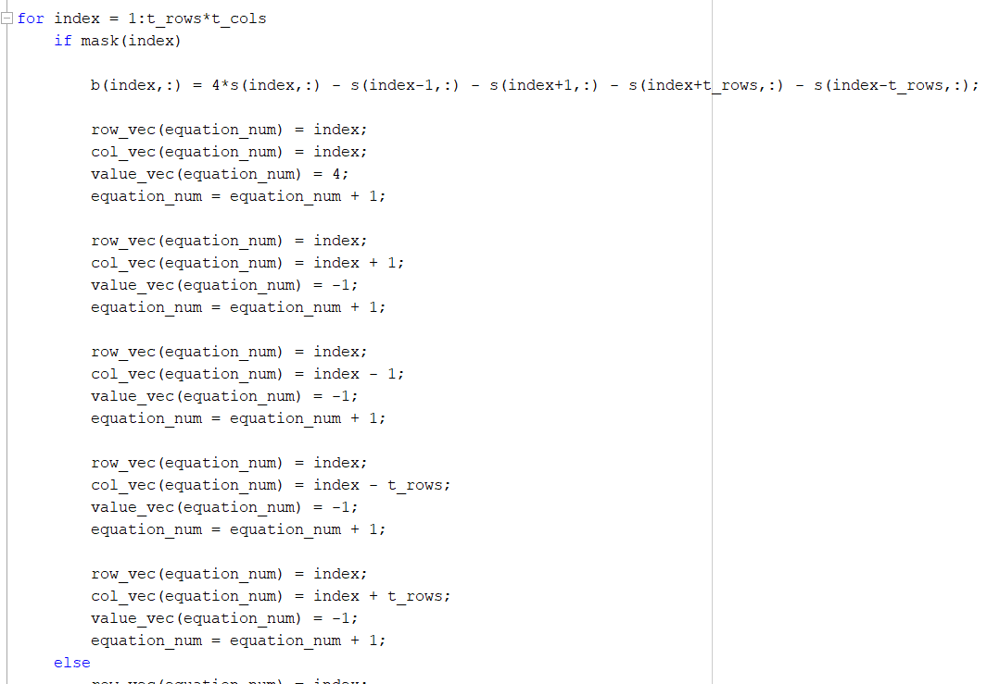 for index = 1:t_rows*t_cols
if mask(index)
b(index,:) = 4*s(index,:) - s(index-1,:) - s(index+1,:) - s(index+t_rows,:) - s(index-t_rows,:);
row_vec(equation_num) = index;
col_vec(equation_num) = index;
value_vec(equation_num) = 4;
equation_num = equation_num + 1;
row_vec(equation_num) = index;
col_vec(equation_num) = index + 1;
value_vec(equation_num) = -1;
equation_num = equation_num + 1;
row_vec(equation_num) = index;
col_vec(equation_num) = index - 1;
value_vec(equation_num) = -1;
equation_num = equation_num + 1;
row_vec(equation_num) = index;
col_vec(equation_num) = index - t_rows;
value_vec(equation_num) = -1;
equation_num = equation_num + 1;
row_vec(equation_num) = index;
col_vec(equation_num) = index + t_rows;
value_vec(equation_num) = -1;
equation_num = equation_num + 1;
else
row_vec(equation_num) = index;